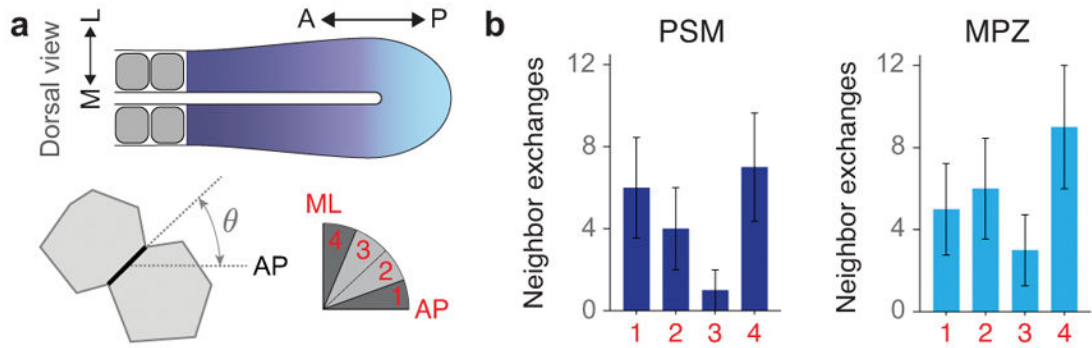 a
Dorsal view
M
L
A
P
θ
AP
ML
4
3
2
1
AP
b
PSM
Neighbor exchanges
12
8
4
0
1 2 3 4
MPZ
Neighbor exchanges
12
8
4
0
1 2 3 4